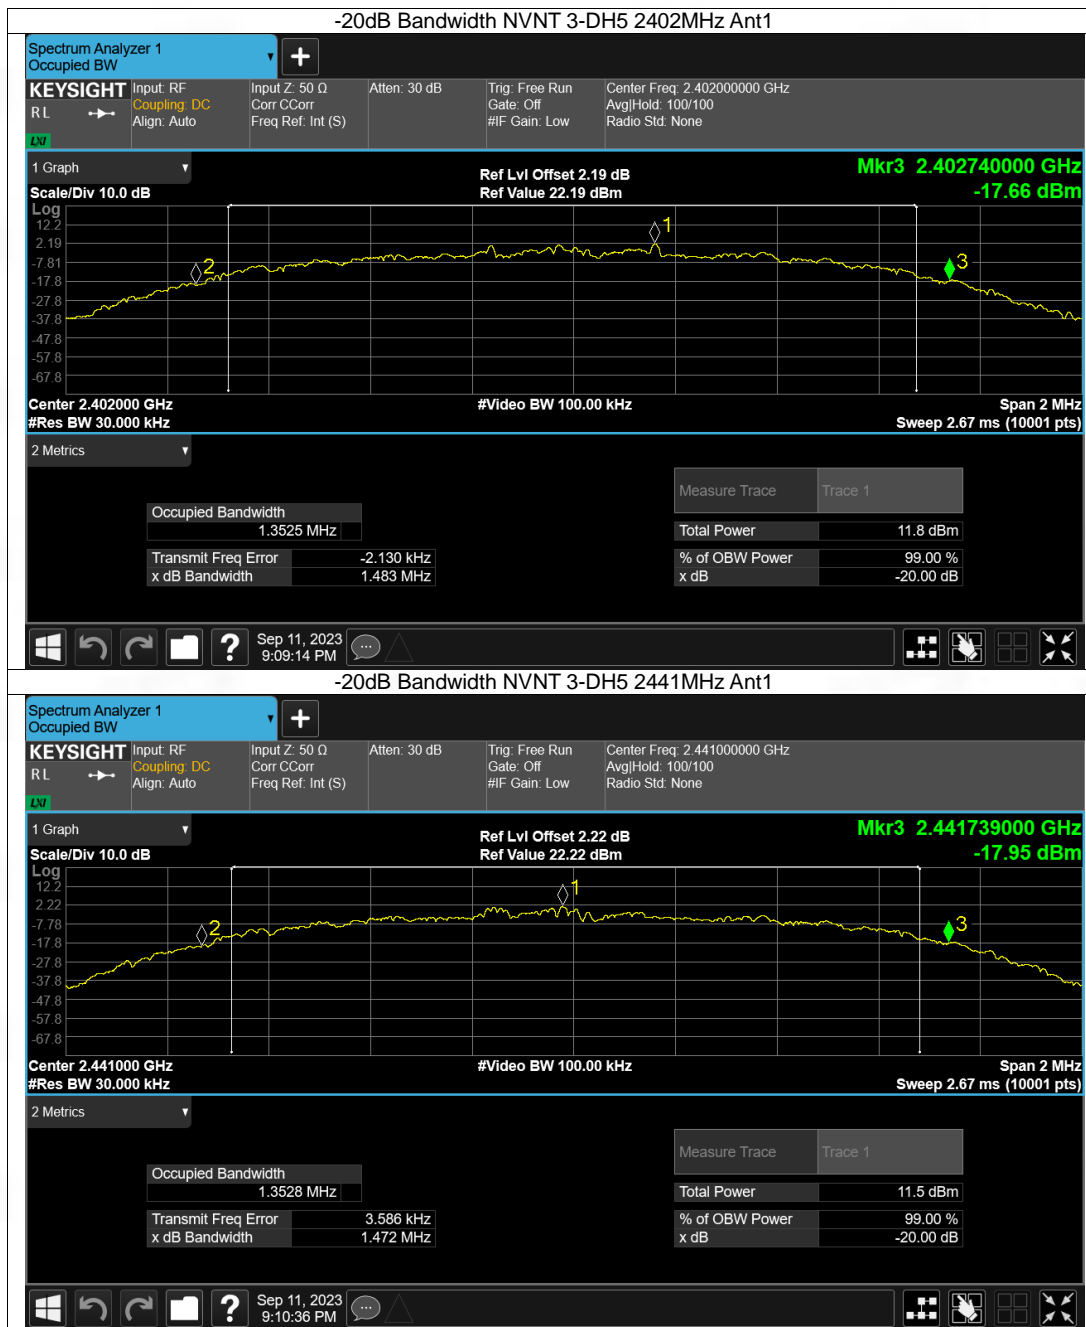 -20dB Bandwidth NVNT 3-DH5 2402MHz Ant1
Spectrum Analyzer 1
Occupied BW
KEYSIGHT
R L
LXI
Input: RF
Coupling: DC
Align: Auto
Input Z: 50 Ω
Corr CCorr
Freq Ref: Int (S)
Atten: 30 dB
Trig: Free Run
Gate: Off
#IF Gain: Low
Center Freq: 2.402000000 GHz
Avg|Hold: 100/100
Radio Std: None
1 Graph
Scale/Div 10.0 dB
Ref Lvl Offset 2.19 dB
Ref Value 22.19 dBm
Mkr3 2.402740000 GHz
-17.66 dBm
Log
12.2
2.19
-7.81
-17.8
-27.8
-37.8
-47.8
-57.8
-67.8
1
2
3
Center 2.402000 GHz
#Video BW 100.00 kHz
Span 2 MHz
#Res BW 30.000 kHz
Sweep 2.67 ms (10001 pts)
2 Metrics
Measure Trace Trace 1
Occupied Bandwidth
1.3525 MHz
Total Power 11.8 dBm
Transmit Freq Error -2.130 kHz
% of OBW Power 99.00 %
x dB Bandwidth 1.483 MHz
x dB -20.00 dB
?
Sep 11, 2023
9:09:14 PM
-20dB Bandwidth NVNT 3-DH5 2441MHz Ant1
Spectrum Analyzer 1
Occupied BW
KEYSIGHT
R L
LXI
Input: RF
Coupling: DC
Align: Auto
Input Z: 50 Ω
Corr CCorr
Freq Ref: Int (S)
Atten: 30 dB
Trig: Free Run
Gate: Off
#IF Gain: Low
Center Freq: 2.441000000 GHz
Avg|Hold: 100/100
Radio Std: None
1 Graph
Scale/Div 10.0 dB
Ref Lvl Offset 2.22 dB
Ref Value 22.22 dBm
Mkr3 2.441739000 GHz
-17.95 dBm
Log
12.2
2.22
-7.78
-17.8
-27.8
-37.8
-47.8
-57.8
-67.8
1
2
3
Center 2.441000 GHz
#Video BW 100.00 kHz
Span 2 MHz
#Res BW 30.000 kHz
Sweep 2.67 ms (10001 pts)
2 Metrics
Measure Trace Trace 1
Occupied Bandwidth
1.3528 MHz
Total Power 11.5 dBm
Transmit Freq Error 3.586 kHz
% of OBW Power 99.00 %
x dB Bandwidth 1.472 MHz
x dB -20.00 dB
?
Sep 11, 2023
9:10:36 PM